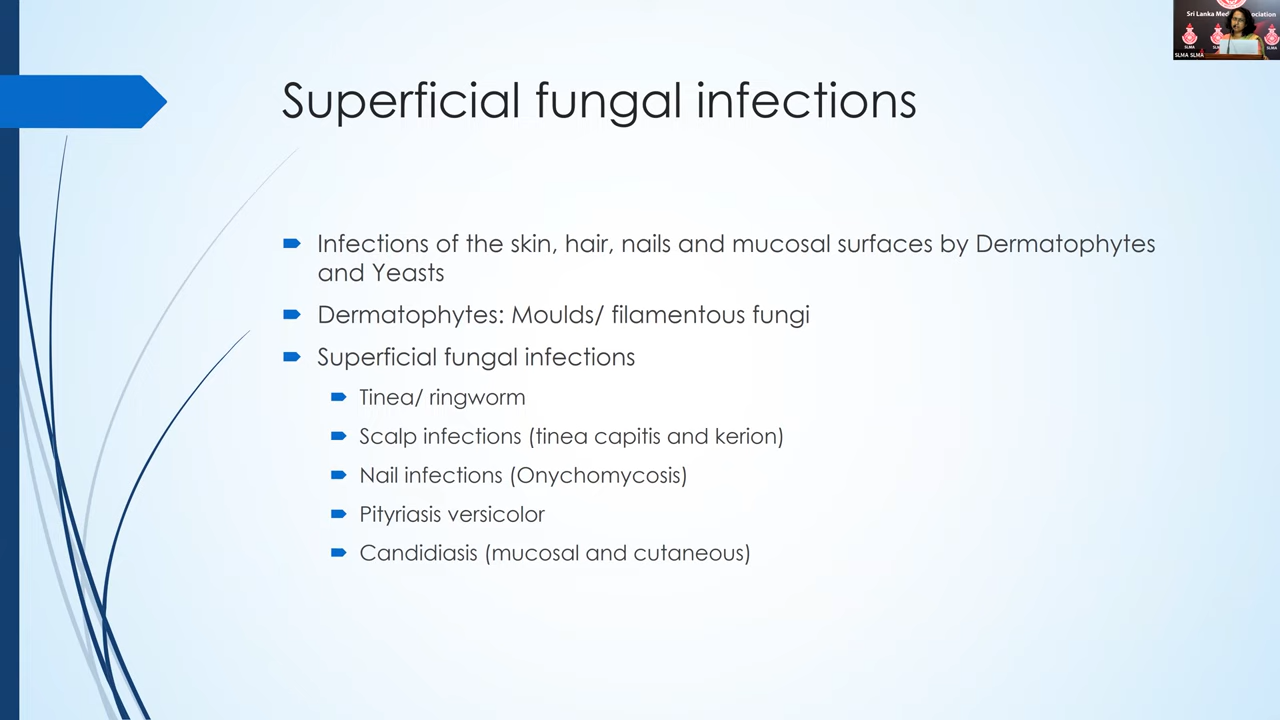 Sri Lanka Med
SLMA
SLMA SLMA
Superficial fungal infections
Infections of the skin, hair, nails and mucosal surfaces by Dermatophytes
and Yeasts
Dermatophytes: Moulds/ filamentous fungi
Superficial fungal infections
Tinea/ ringworm
Scalp infections (tinea capitis and kerion)
Nail infections (Onychomycosis)
Pityriasis versicolor
Candidiasis (mucosal and cutaneous)